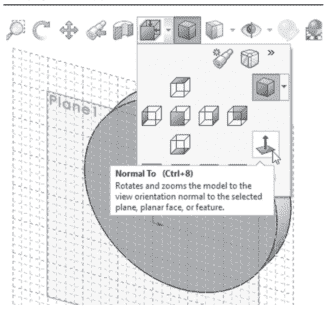 »
Plane1
Normal To (Ctrl+8)
Rotates and zooms the model to the
view orientation normal to the selected
plane, planar face, or feature.